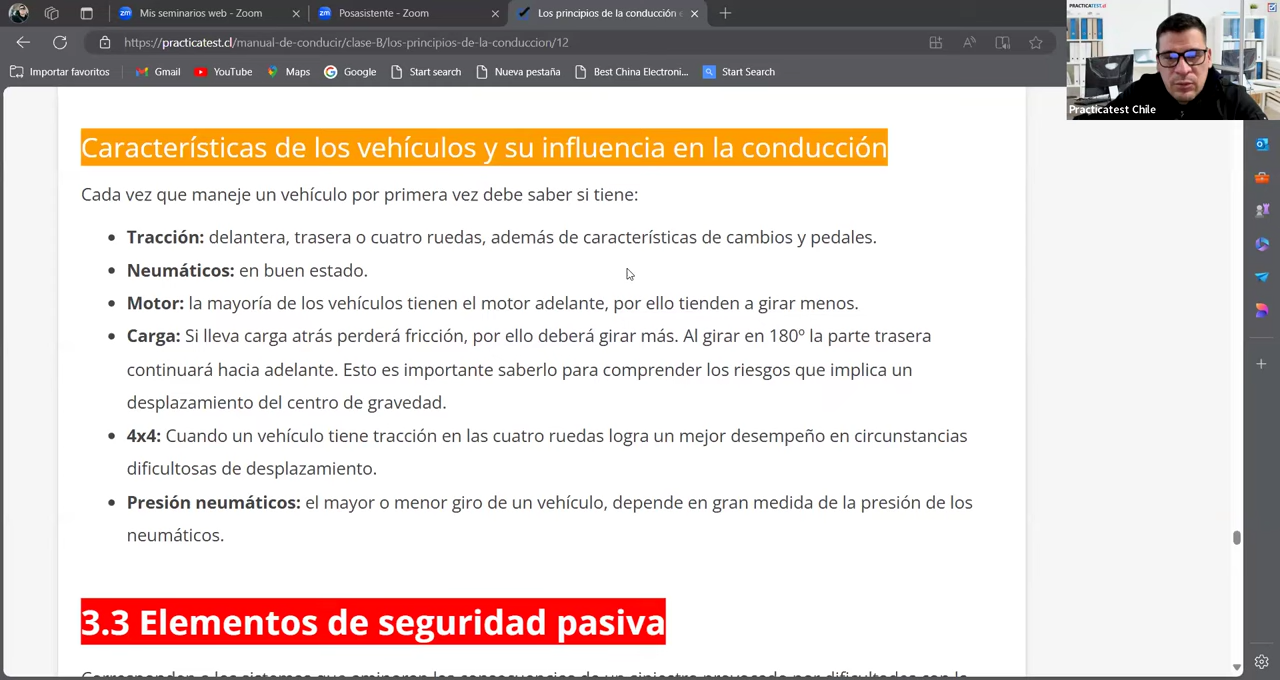 Mis seminarios web - Zoom
Posasistente - Zoom
Los principios de la conducción
https://practicatest.cl/manual-de-conducir/clase-B/los-principios-de-la-conduccion/12
Importar favoritos
Gmail
YouTube
Maps
Google
Start search
Nueva pestaña
Best China Electroni...
Start Search
PRACTICATEST.cl
Practicatest Chile
Características de los vehículos y su influencia en la conducción
Cada vez que maneje un vehículo por primera vez debe saber si tiene:
• Tracción: delantera, trasera o cuatro ruedas, además de características de cambios y pedales.
• Neumáticos: en buen estado.
• Motor: la mayoría de los vehículos tienen el motor adelante, por ello tienden a girar menos.
• Carga: Si lleva carga atrás perderá fricción, por ello deberá girar más. Al girar en 180º la parte trasera
continuará hacia adelante. Esto es importante saberlo para comprender los riesgos que implica un
desplazamiento del centro de gravedad.
• 4x4: Cuando un vehículo tiene tracción en las cuatro ruedas logra un mejor desempeño en circunstancias
dificultosas de desplazamiento.
• Presión neumáticos: el mayor o menor giro de un vehículo, depende en gran medida de la presión de los
neumáticos.
3.3 Elementos de seguridad pasiva